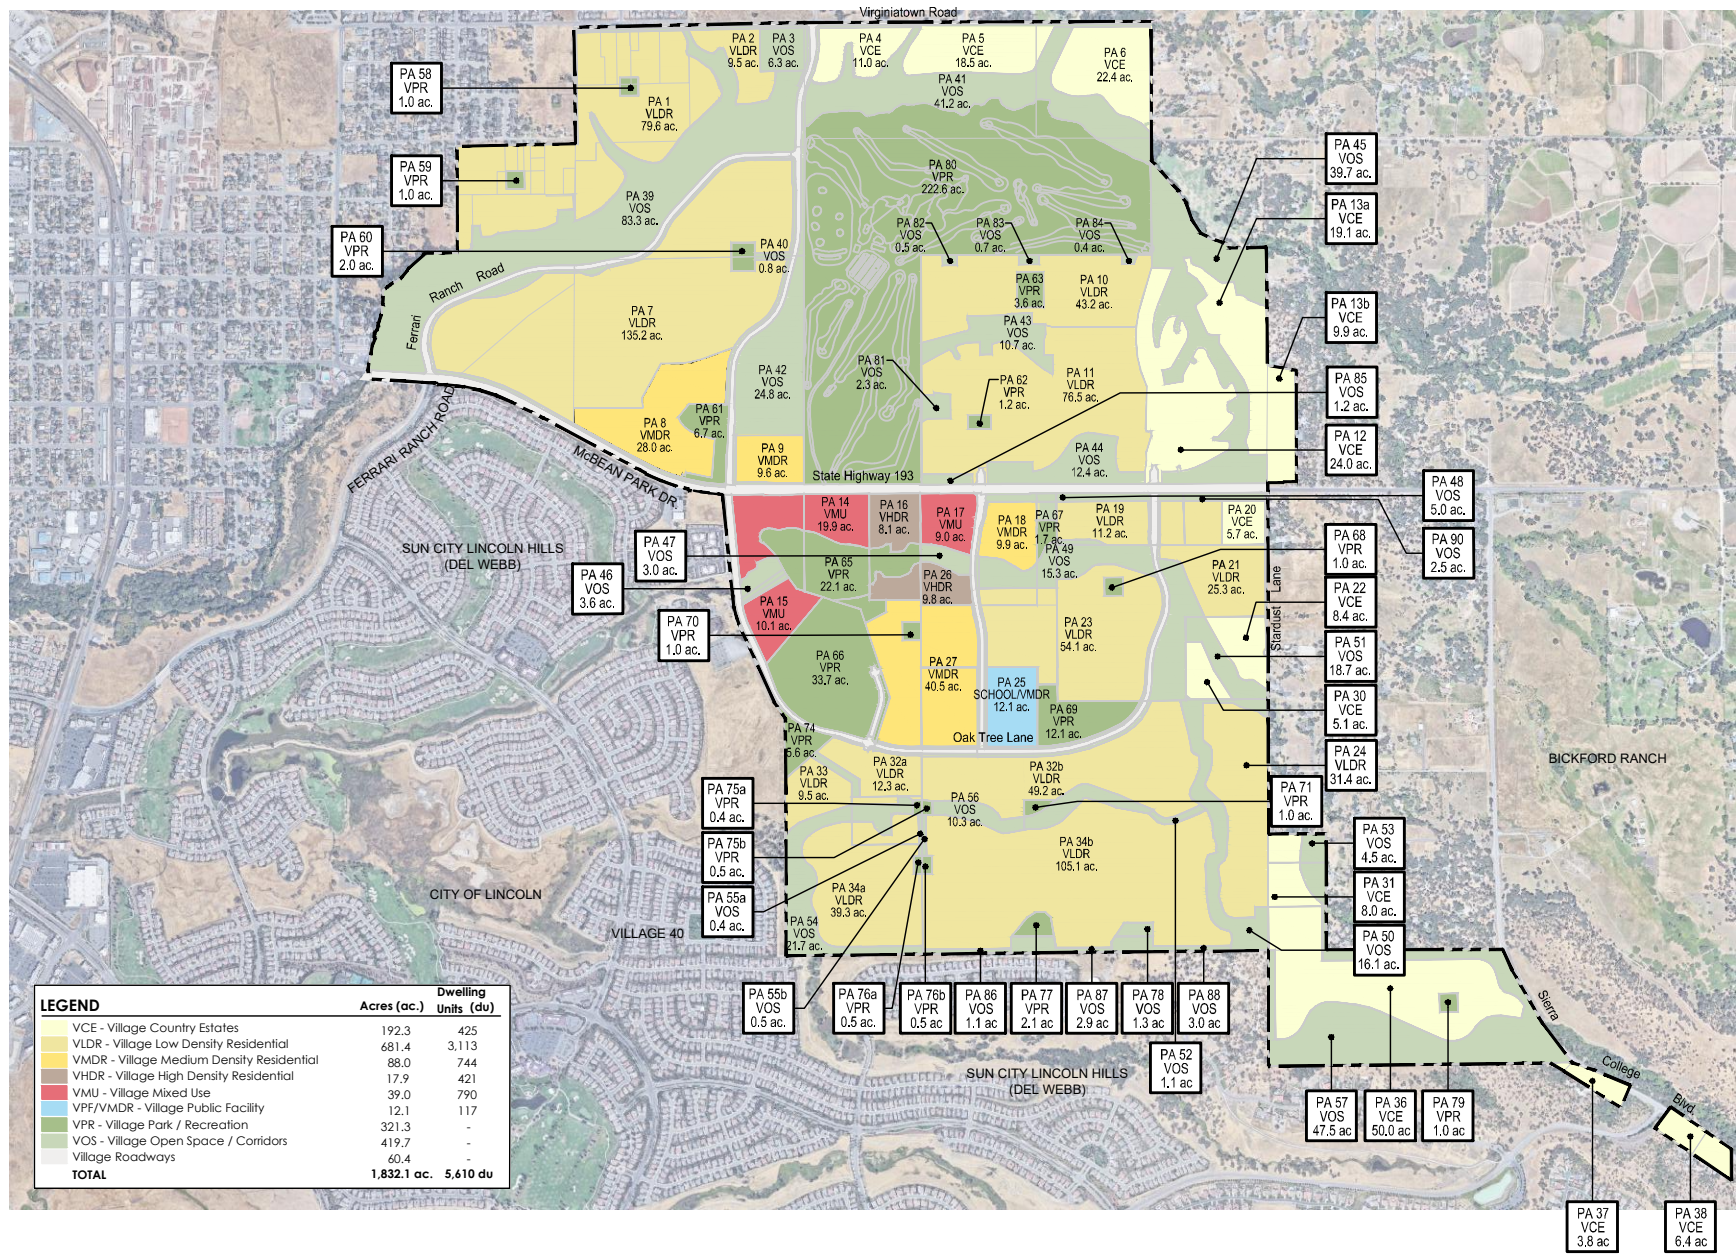 Virginiatown Road
PA 2
VLDR
9.5 ac.
PA 3
VOS
6.3 ac.
PA 4
VCE
11.0 ac.
PA 5
VCE
18.5 ac.
PA 6
VCE
22.4 ac.
PA 58
VPR
1.0 ac.
PA 1
VLDR
79.6 ac.
PA 41
VOS
41.2 ac.
PA 59
VPR
1.0 ac.
PA 39
VOS
83.3 ac.
PA 80
VPR
222.6 ac.
PA 45
VOS
39.7 ac.
PA 13a
VCE
19.1 ac.
PA 60
VPR
2.0 ac.
PA 40
VOS
0.8 ac.
PA 82
VOS
0.5 ac.
PA 83
VOS
0.7 ac.
PA 84
VOS
0.4 ac.
Ferrari
Ranch
Road
PA 63
VPR
3.6 ac.
PA 10
VLDR
43.2 ac.
PA 7
VLDR
135.2 ac.
PA 43
VOS
10.7 ac.
PA 13b
VCE
9.9 ac.
PA 42
VOS
24.8 ac.
PA 81
VOS
2.3 ac.
PA 62
VPR
1.2 ac.
PA 11
VLDR
76.5 ac.
PA 85
VOS
1.2 ac.
PA 8
VMDR
28.0 ac.
PA 61
VPR
6.7 ac.
PA 9
VMDR
9.6 ac.
PA 44
VOS
12.4 ac.
PA 12
VCE
24.0 ac.
FERRARI RANCH ROAD
McBEAN PARK DR.
State Highway 193
PA 14
VMU
19.9 ac.
PA 16
VHDR
8.1 ac.
PA 17
VMU
9.0 ac.
PA 18
VMDR
9.9 ac.
PA 67
VPR
1.7 ac.
PA 19
VLDR
11.2 ac.
PA 20
VCE
5.7 ac.
PA 48
VOS
5.0 ac.
PA 90
VOS
2.5 ac.
PA 68
VPR
1.0 ac.
SUN CITY LINCOLN HILLS
(DEL WEBB)
PA 47
VOS
3.0 ac.
PA 46
VOS
3.6 ac.
PA 65
VPR
22.1 ac.
PA 26
VHDR
9.8 ac.
PA 49
VOS
15.3 ac.
PA 21
VLDR
25.3 ac.
Stardust Lane
PA 22
VCE
8.4 ac.
PA 15
VMU
10.1 ac.
PA 70
VPR
1.0 ac.
PA 23
VLDR
54.1 ac.
PA 51
VOS
18.7 ac.
PA 66
VPR
33.7 ac.
PA 27
VMDR
40.5 ac.
PA 25
SCHOOL/VMDR
12.1 ac.
PA 69
VPR
12.1 ac.
PA 30
VCE
5.1 ac.
Oak Tree Lane
PA 74
VPR
5.6 ac.
PA 24
VLDR
31.4 ac.
BICKFORD RANCH
PA 33
VLDR
9.5 ac.
PA 32a
VLDR
12.3 ac.
PA 32b
VLDR
49.2 ac.
PA 75a
VPR
0.4 ac.
PA 56
VOS
10.3 ac.
PA 71
VPR
1.0 ac.
PA 75b
VPR
0.5 ac.
PA 53
VOS
4.5 ac.
PA 34b
VLDR
105.1 ac.
CITY OF LINCOLN
PA 55a
VOS
0.4 ac.
PA 34a
VLDR
39.3 ac.
PA 31
VCE
8.0 ac.
VILLAGE 40
PA 54
VOS
21.7 ac.
PA 50
VOS
16.1 ac.
PA 55b
VOS
0.5 ac.
PA 76a
VPR
0.5 ac.
PA 76b
VPR
0.5 ac
PA 86
VOS
1.1 ac
PA 77
VPR
2.1 ac
PA 87
VOS
2.9 ac
PA 78
VOS
1.3 ac
PA 88
VOS
3.0 ac
Sierra
College
Blvd.
PA 52
VOS
1.1 ac
SUN CITY LINCOLN HILLS
(DEL WEBB)
PA 57
VOS
47.5 ac
PA 36
VCE
50.0 ac
PA 79
VPR
1.0 ac
PA 37
VCE
3.8 ac
PA 38
VCE
6.4 ac
LEGEND Acres (ac.) Dwelling Units (du)
VCE - Village Country Estates 192.3 425
VLDR - Village Low Density Residential 681.4 3,113
VMDR - Village Medium Density Residential 88.0 744
VHDR - Village High Density Residential 17.9 421
VMU - Village Mixed Use 39.0 790
VPF/VMDR - Village Public Facility 12.1 117
VPR - Village Park / Recreation 321.3 -
VOS - Village Open Space / Corridors 419.7 -
Village Roadways 60.4 -
TOTAL 1,832.1 ac. 5,610 du